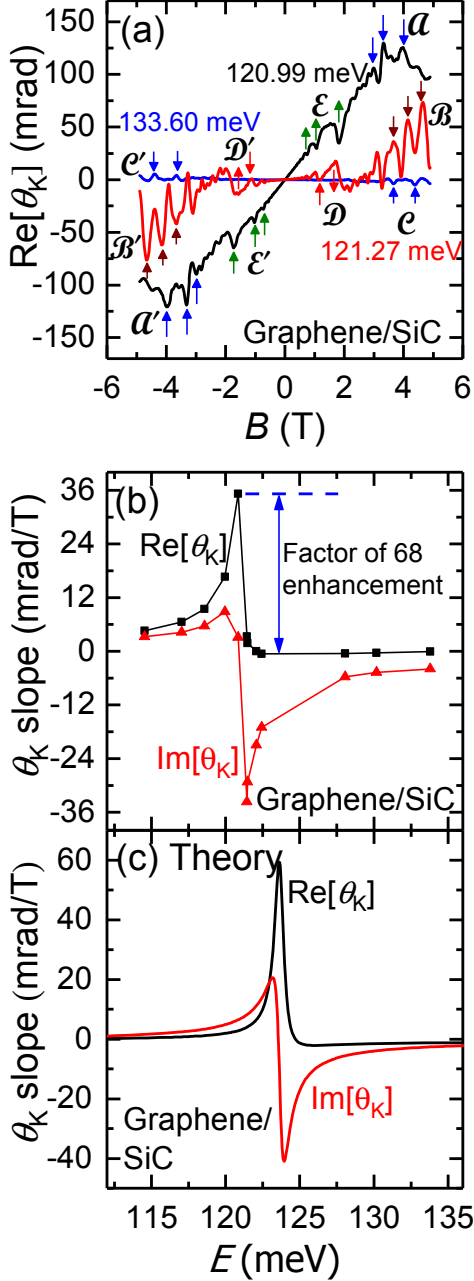 (a)
Re[θK] (mrad)
150
100
50
0
-50
-100
-150
𝓐
120.99 meV
𝓔
133.60 meV
𝓑
𝓒′
𝓓′
𝓓
𝓒
121.27 meV
𝓑′
𝓔′
𝓐′
Graphene/SiC
-6 -4 -2 0 2 4 6
B (T)
(b)
θK slope (mrad/T)
36
24
12
0
-12
-24
-36
Re[θK]
Factor of 68
enhancement
Im[θK]
Graphene/SiC
(c) Theory
θK slope (mrad/T)
60
40
20
0
-20
-40
Re[θK]
Im[θK]
Graphene/
SiC
115 120 125 130 135
E (meV)